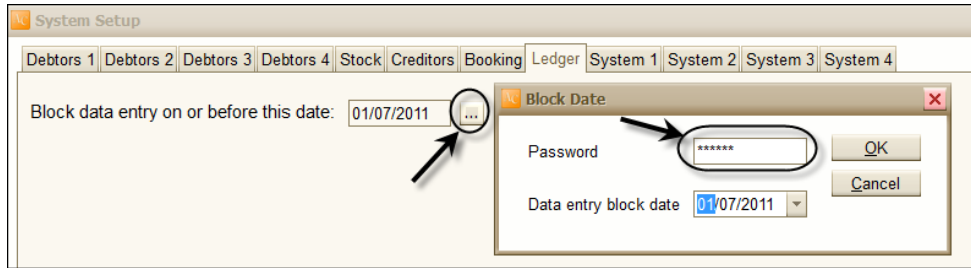 System Setup
Debtors 1 Debtors 2 Debtors 3 Debtors 4 Stock Creditors Booking Ledger System 1 System 2 System 3 System 4
Block data entry on or before this date: 01/07/2011 ...
Block Date
Password ****** OK
Cancel
Data entry block date 01/07/2011